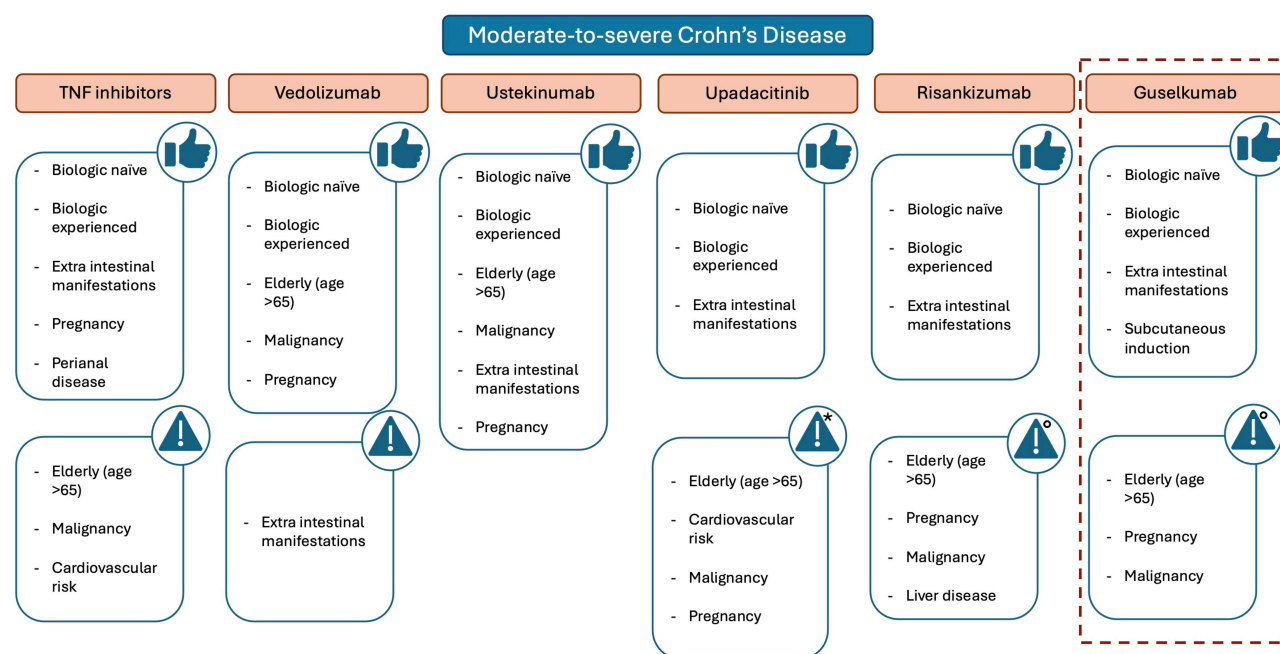 Moderate-to-severe Crohn's Disease
TNF inhibitors
- Biologic naïve
- Biologic
experienced
- Extra intestinal
manifestations
- Pregnancy
- Perianal
disease
- Elderly (age
>65)
- Malignancy
- Cardiovascular
risk
Vedolizumab
- Biologic naïve
- Biologic
experienced
- Elderly (age
>65)
- Malignancy
- Pregnancy
- Extra intestinal
manifestations
Ustekinumab
- Biologic naïve
- Biologic
experienced
- Elderly (age
>65)
- Malignancy
- Extra intestinal
manifestations
- Pregnancy
Upadacitinib
- Biologic naïve
- Biologic
experienced
- Extra intestinal
manifestations
*
- Elderly (age >65)
- Cardiovascular
risk
- Malignancy
- Pregnancy
Risankizumab
- Biologic naïve
- Biologic
experienced
- Extra intestinal
manifestations
°
- Elderly (age
>65)
- Pregnancy
- Malignancy
- Liver disease
Guselkumab
- Biologic naïve
- Biologic
experienced
- Extra intestinal
manifestations
- Subcutaneous
induction
°
- Elderly (age
>65)
- Pregnancy
- Malignancy